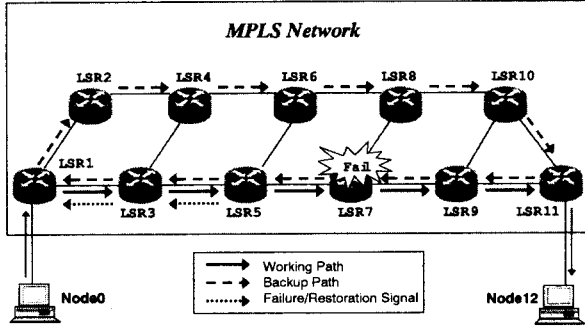 MPLS Network
LSR2
LSR4
LSR6
LSR8
LSR10
LSR1
Fail
LSR3
LSR5
LSR7
LSR9
LSR11
Working Path
Backup Path
Failure/Restoration Signal
Node0
Node12